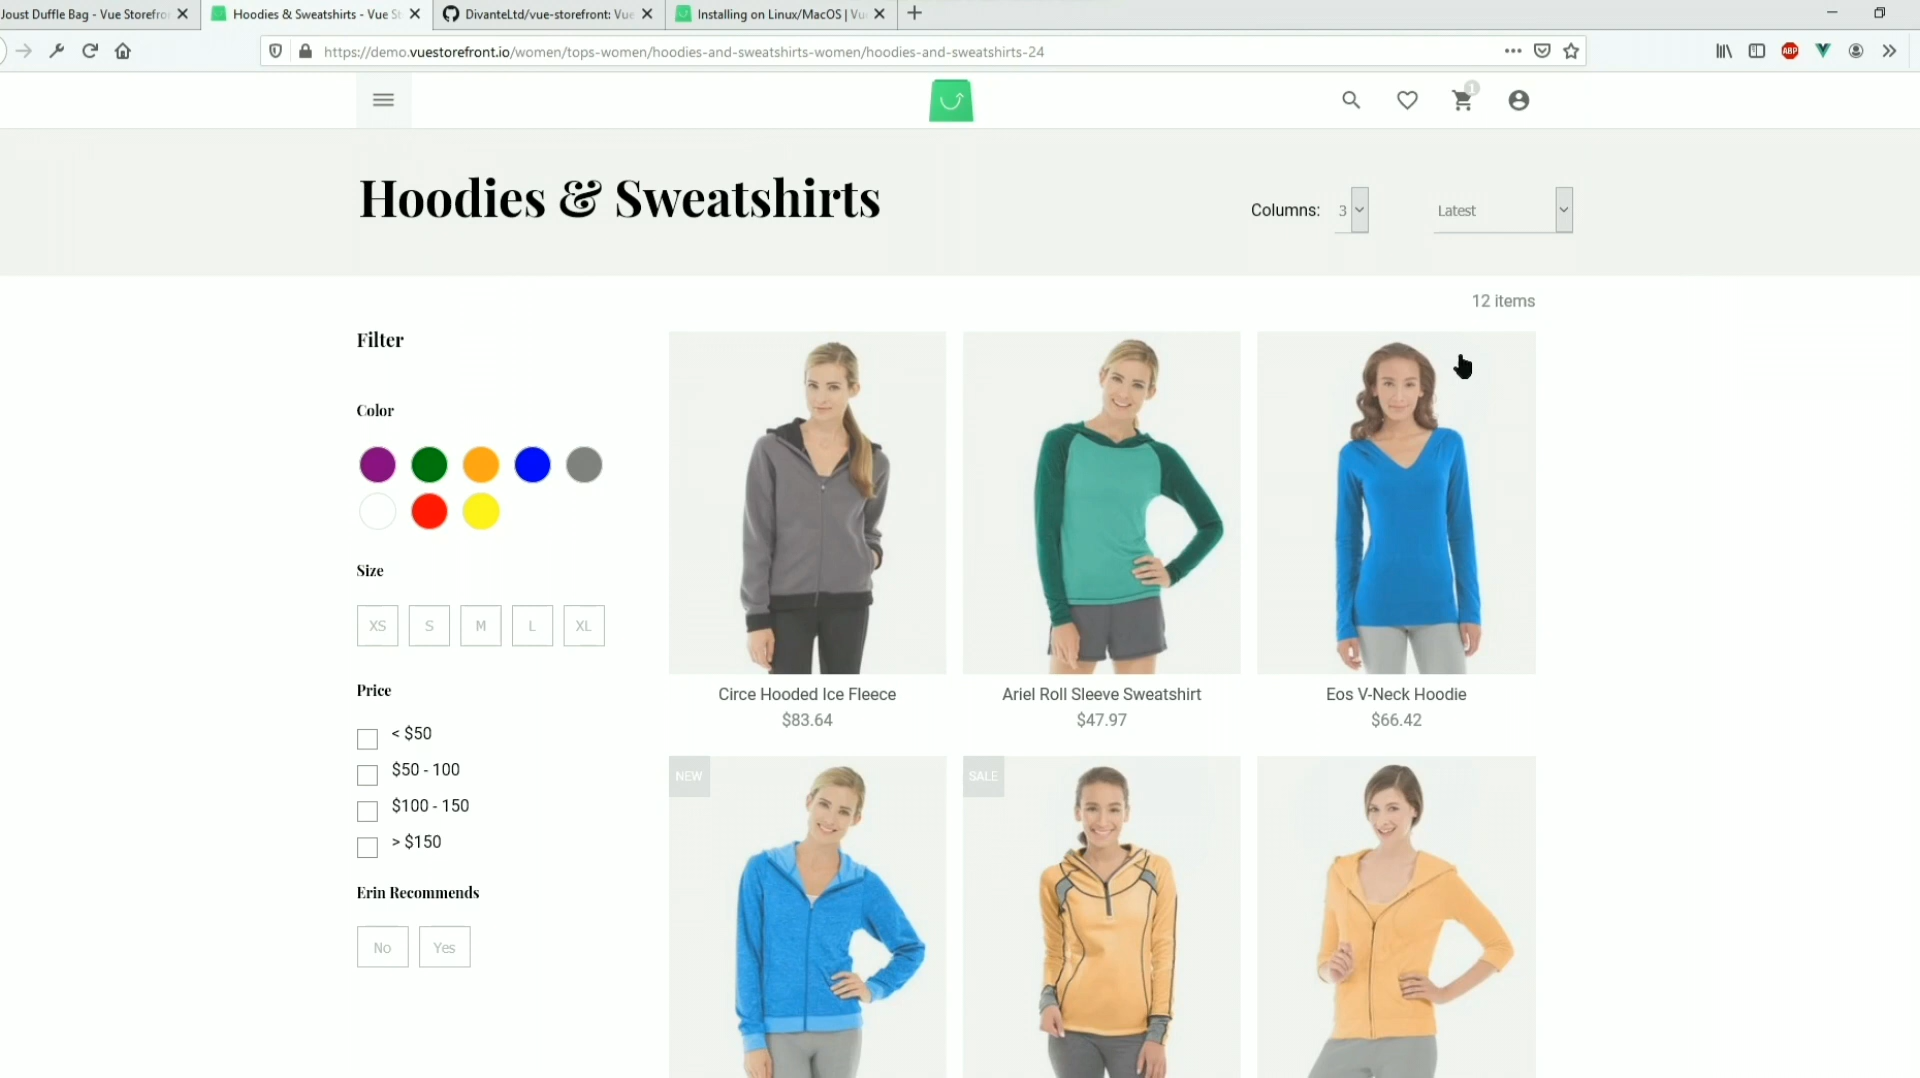 Joust Duffle Bag - Vue Storefro
Hoodies & Sweatshirts - Vue St
DivanteLtd/vue-storefront: Vue
Installing on Linux/MacOS | Vu
https://demo.vuestorefront.io/women/tops-women/hoodies-and-sweatshirts-women/hoodies-and-sweatshirts-24
ABP
1
Hoodies & Sweatshirts
Columns: 3
Latest
12 items
Filter
Color
Size
XS S M L XL
Price
< $50
$50 - 100
$100 - 150
> $150
Erin Recommends
No Yes
Circe Hooded Ice Fleece
$83.64
Ariel Roll Sleeve Sweatshirt
$47.97
Eos V-Neck Hoodie
$66.42
NEW
SALE